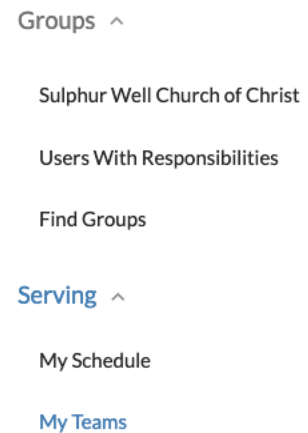 Groups
Sulphur Well Church of Christ
Users With Responsibilities
Find Groups
Serving
My Schedule
My Teams